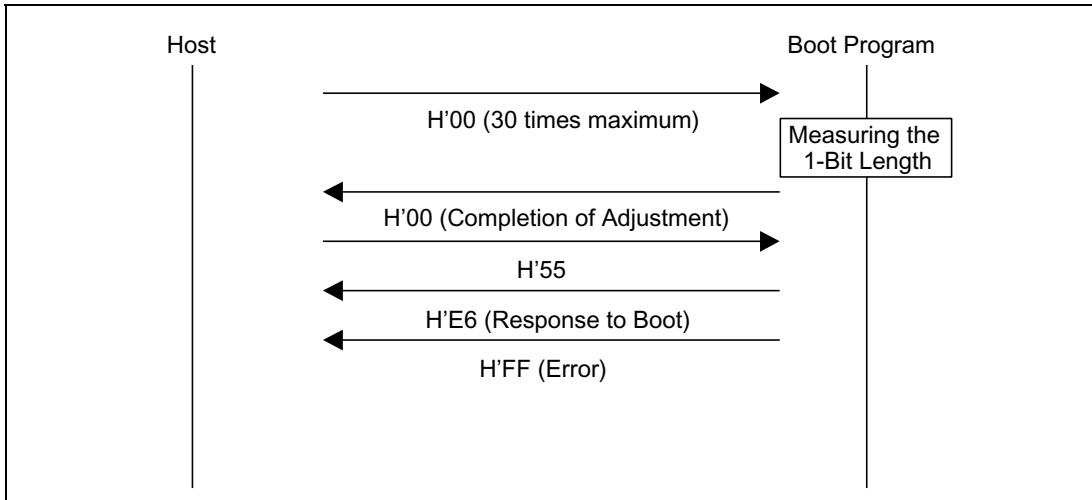 Host
Boot Program
H'00 (30 times maximum)
Measuring the
1-Bit Length
H'00 (Completion of Adjustment)
H'55
H'E6 (Response to Boot)
H'FF (Error)